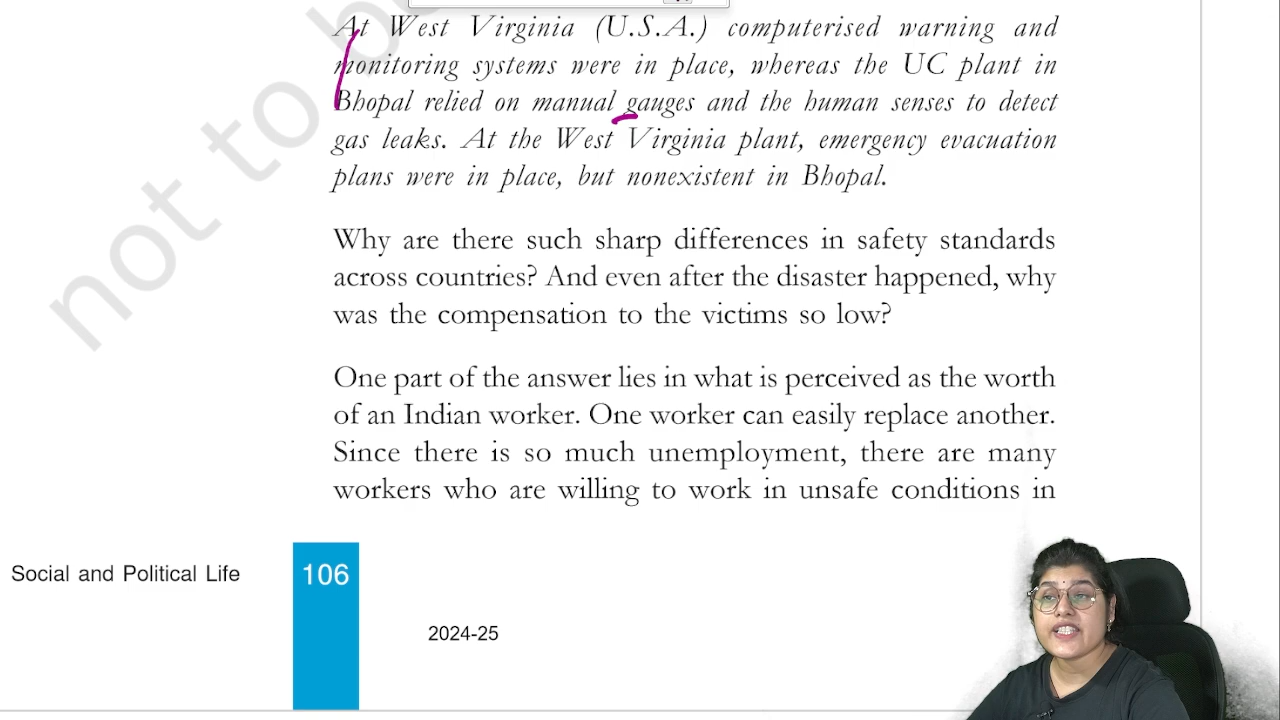 At West Virginia (U.S.A.) computerised warning and
monitoring systems were in place, whereas the UC plant in
Bhopal relied on manual gauges and the human senses to detect
gas leaks. At the West Virginia plant, emergency evacuation
plans were in place, but nonexistent in Bhopal.
Why are there such sharp differences in safety standards
across countries? And even after the disaster happened, why
was the compensation to the victims so low?
One part of the answer lies in what is perceived as the worth
of an Indian worker. One worker can easily replace another.
Since there is so much unemployment, there are many
workers who are willing to work in unsafe conditions in
Social and Political Life
106
2024-25
not to b